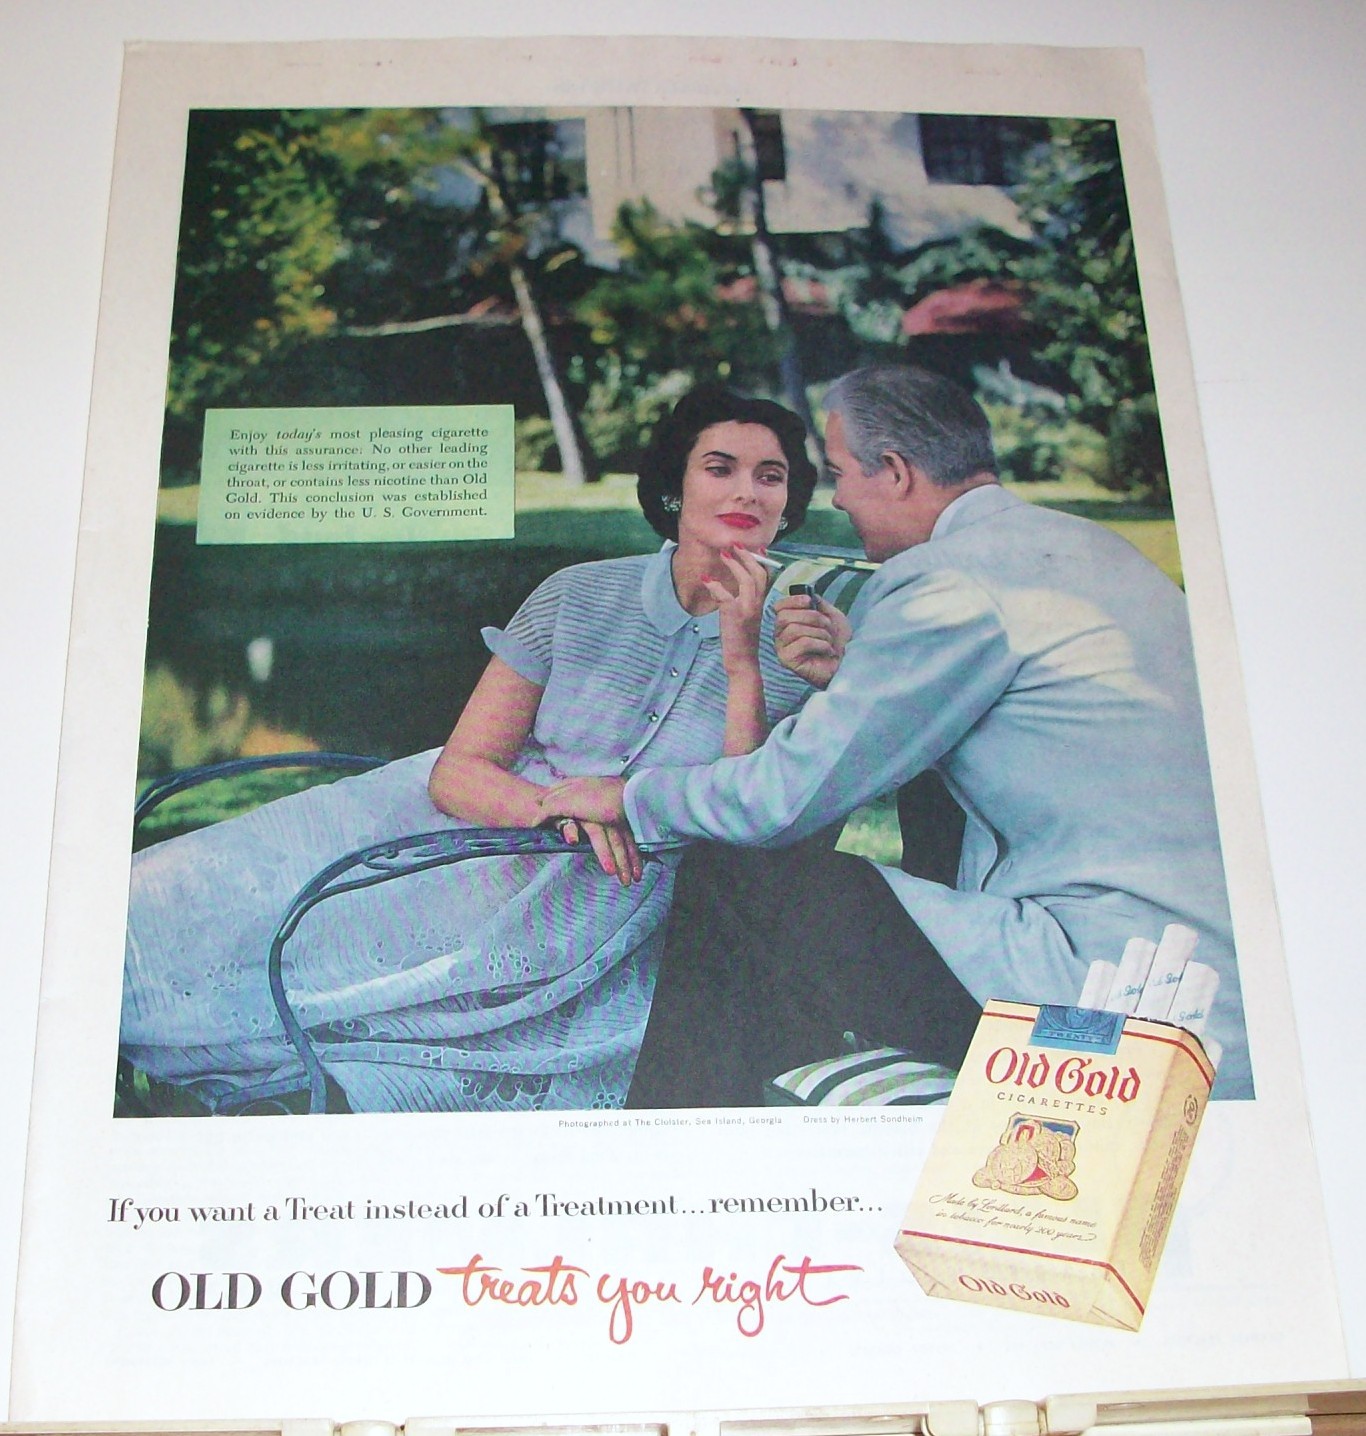 Enjoy today's most pleasing cigarette
with this assurance: No other leading
cigarette is less irritating, or easier on the
throat, or contains less nicotine than Old
Gold. This conclusion was established
on evidence by the U. S. Government.
Photographed at The Cloister, Sea Island, Georgia Dress by Herbert Sondheim
If you want a Treat instead of a Treatment...remember...
OLD GOLD treats you right
TWENTY
Old Gold
CIGARETTES
Made by Lorillard, a famous name
in tobacco for nearly 200 years
Old Gold